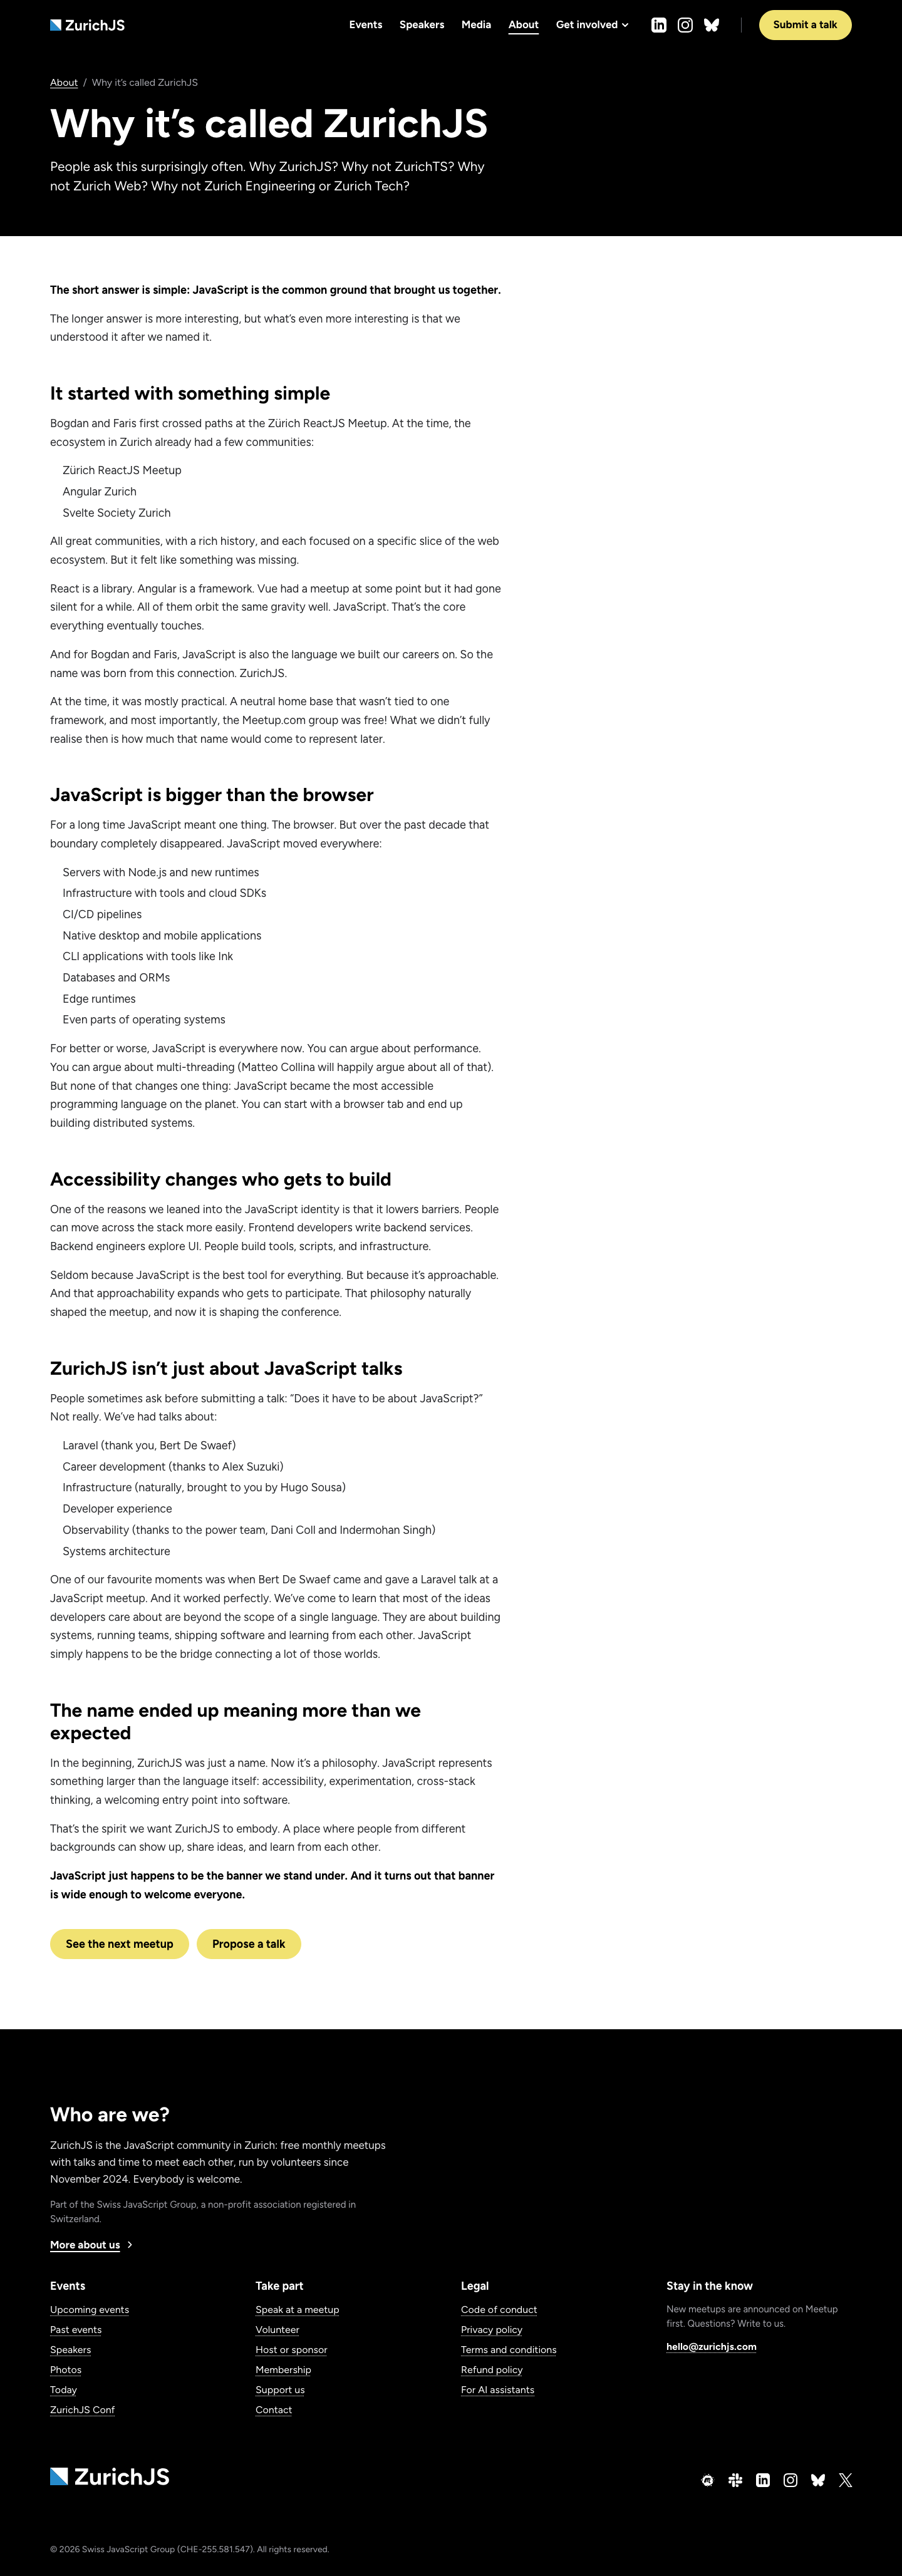 ZurichJS
Events
Speakers
Media
About
Get involved
Submit a talk
About / Why it’s called ZurichJS
Why it’s called ZurichJS
People ask this surprisingly often. Why ZurichJS? Why not ZurichTS? Why
not Zurich Web? Why not Zurich Engineering or Zurich Tech?
The short answer is simple: JavaScript is the common ground that brought us together.
The longer answer is more interesting, but what’s even more interesting is that we
understood it after we named it.
It started with something simple
Bogdan and Faris first crossed paths at the Zürich ReactJS Meetup. At the time, the
ecosystem in Zurich already had a few communities:
Zürich ReactJS Meetup
Angular Zurich
Svelte Society Zurich
All great communities, with a rich history, and each focused on a specific slice of the web
ecosystem. But it felt like something was missing.
React is a library. Angular is a framework. Vue had a meetup at some point but it had gone
silent for a while. All of them orbit the same gravity well. JavaScript. That’s the core
everything eventually touches.
And for Bogdan and Faris, JavaScript is also the language we built our careers on. So the
name was born from this connection. ZurichJS.
At the time, it was mostly practical. A neutral home base that wasn’t tied to one
framework, and most importantly, the Meetup.com group was free! What we didn’t fully
realise then is how much that name would come to represent later.
JavaScript is bigger than the browser
For a long time JavaScript meant one thing. The browser. But over the past decade that
boundary completely disappeared. JavaScript moved everywhere:
Servers with Node.js and new runtimes
Infrastructure with tools and cloud SDKs
CI/CD pipelines
Native desktop and mobile applications
CLI applications with tools like Ink
Databases and ORMs
Edge runtimes
Even parts of operating systems
For better or worse, JavaScript is everywhere now. You can argue about performance.
You can argue about multi-threading (Matteo Collina will happily argue about all of that).
But none of that changes one thing: JavaScript became the most accessible
programming language on the planet. You can start with a browser tab and end up
building distributed systems.
Accessibility changes who gets to build
One of the reasons we leaned into the JavaScript identity is that it lowers barriers. People
can move across the stack more easily. Frontend developers write backend services.
Backend engineers explore UI. People build tools, scripts, and infrastructure.
Seldom because JavaScript is the best tool for everything. But because it’s approachable.
And that approachability expands who gets to participate. That philosophy naturally
shaped the meetup, and now it is shaping the conference.
ZurichJS isn’t just about JavaScript talks
People sometimes ask before submitting a talk: “Does it have to be about JavaScript?”
Not really. We’ve had talks about:
Laravel (thank you, Bert De Swaef)
Career development (thanks to Alex Suzuki)
Infrastructure (naturally, brought to you by Hugo Sousa)
Developer experience
Observability (thanks to the power team, Dani Coll and Indermohan Singh)
Systems architecture
One of our favourite moments was when Bert De Swaef came and gave a Laravel talk at a
JavaScript meetup. And it worked perfectly. We’ve come to learn that most of the ideas
developers care about are beyond the scope of a single language. They are about building
systems, running teams, shipping software and learning from each other. JavaScript
simply happens to be the bridge connecting a lot of those worlds.
The name ended up meaning more than we
expected
In the beginning, ZurichJS was just a name. Now it’s a philosophy. JavaScript represents
something larger than the language itself: accessibility, experimentation, cross-stack
thinking, a welcoming entry point into software.
That’s the spirit we want ZurichJS to embody. A place where people from different
backgrounds can show up, share ideas, and learn from each other.
JavaScript just happens to be the banner we stand under. And it turns out that banner
is wide enough to welcome everyone.
See the next meetup
Propose a talk
Who are we?
ZurichJS is the JavaScript community in Zurich: free monthly meetups
with talks and time to meet each other, run by volunteers since
November 2024. Everybody is welcome.
Part of the Swiss JavaScript Group, a non-profit association registered in
Switzerland.
More about us
Events
Upcoming events
Past events
Speakers
Photos
Today
ZurichJS Conf
Take part
Speak at a meetup
Volunteer
Host or sponsor
Membership
Support us
Contact
Legal
Code of conduct
Privacy policy
Terms and conditions
Refund policy
For AI assistants
Stay in the know
New meetups are announced on Meetup
first. Questions? Write to us.
hello@zurichjs.com
ZurichJS
© 2026 Swiss JavaScript Group (CHE-255.581.547). All rights reserved.